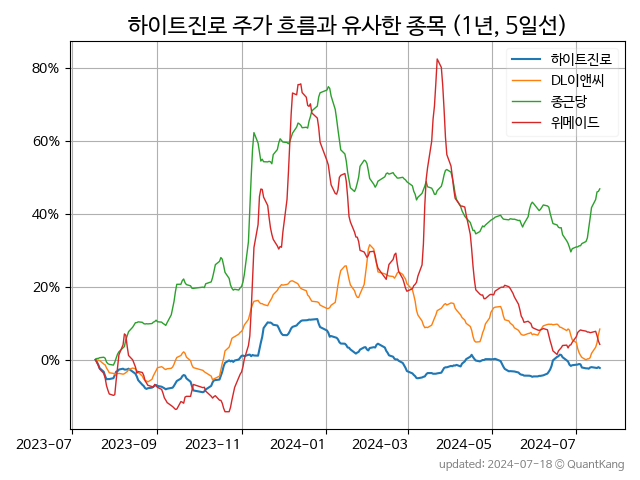 하이트진로 주가 흐름과 유사한 종목 (1년, 5일선)
하이트진로
DL이앤씨
종근당
위메이드
80%
60%
40%
20%
0%
2023-07 2023-09 2023-11 2024-01 2024-03 2024-05 2024-07
updated: 2024-07-18 © QuantKang